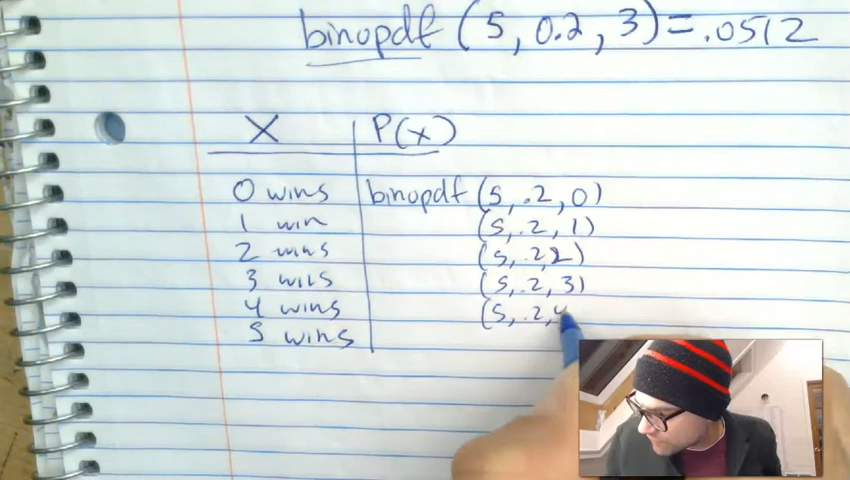 binopdf (5, 0.2, 3) = .0512
X P(x)
0 wins binopdf (5, .2, 0)
1 win (5, .2, 1)
2 wins (5, .2, 2)
3 wins (5, .2, 3)
4 wins (5, .2, 4
5 wins